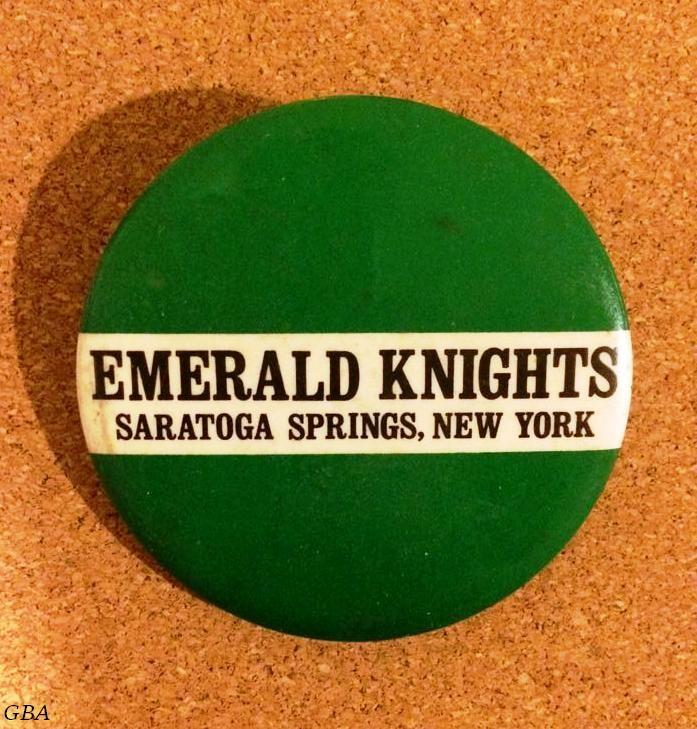 EMERALD KNIGHTS
SARATOGA SPRINGS, NEW YORK
GBA